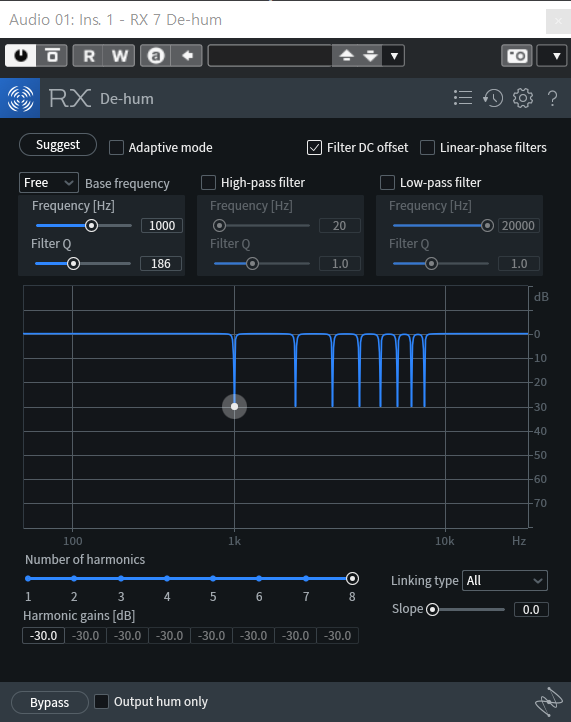 Audio 01: Ins. 1 - RX 7 De-hum
R W a
RX De-hum ?
Suggest Adaptive mode Filter DC offset Linear-phase filters
Free Base frequency High-pass filter Low-pass filter
Frequency [Hz] Frequency [Hz] Frequency [Hz]
1000 20 20000
Filter Q Filter Q Filter Q
186 1.0 1.0
dB
0
10
20
30
40
50
60
70
100 1k 10k Hz
Number of harmonics
1 2 3 4 5 6 7 8
Linking type All
Harmonic gains [dB]
Slope 0.0
-30.0 -30.0 -30.0 -30.0 -30.0 -30.0 -30.0 -30.0
Bypass Output hum only